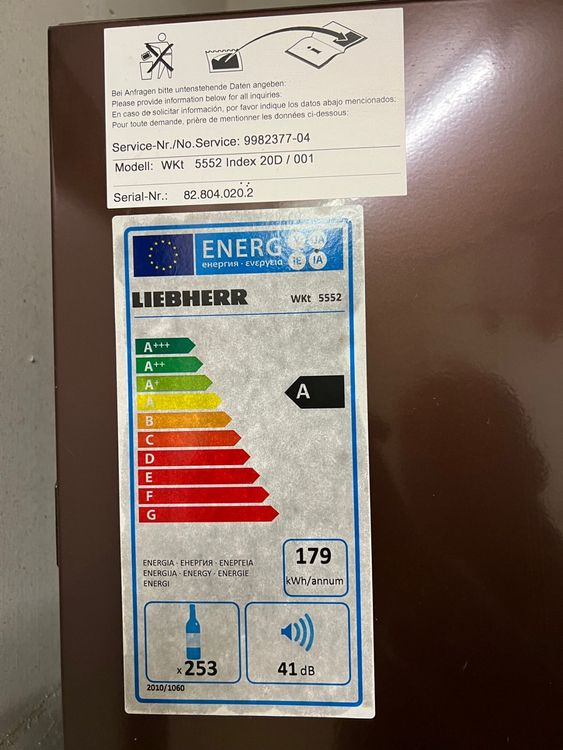 Bei Anfragen bitte untenstehende Daten angeben:
Please provide information below for all inquiries:
En caso de solicitar información, por favor indique los datos abajo mencionados.
Pour toute demande, prière de mentionner les données ci-dessous:
Service-Nr./No.Service: 9982377-04
Modell: WKt 5552 Index 20D / 001
Serial-Nr.: 82.804.020.2
ENERG Y IJA
енергия · ενεργεια IE IA
LIEBHERR WKt 5552
A+++
A++
A+
A
A
B
C
D
E
F
G
ENERGIA · ЕНЕРГИЯ · ΕΝΕΡΓΕΙΑ
ENERGIJA · ENERGY · ENERGIE
ENERGI
179
kWh/annum
x 253
41 dB
2010/1060